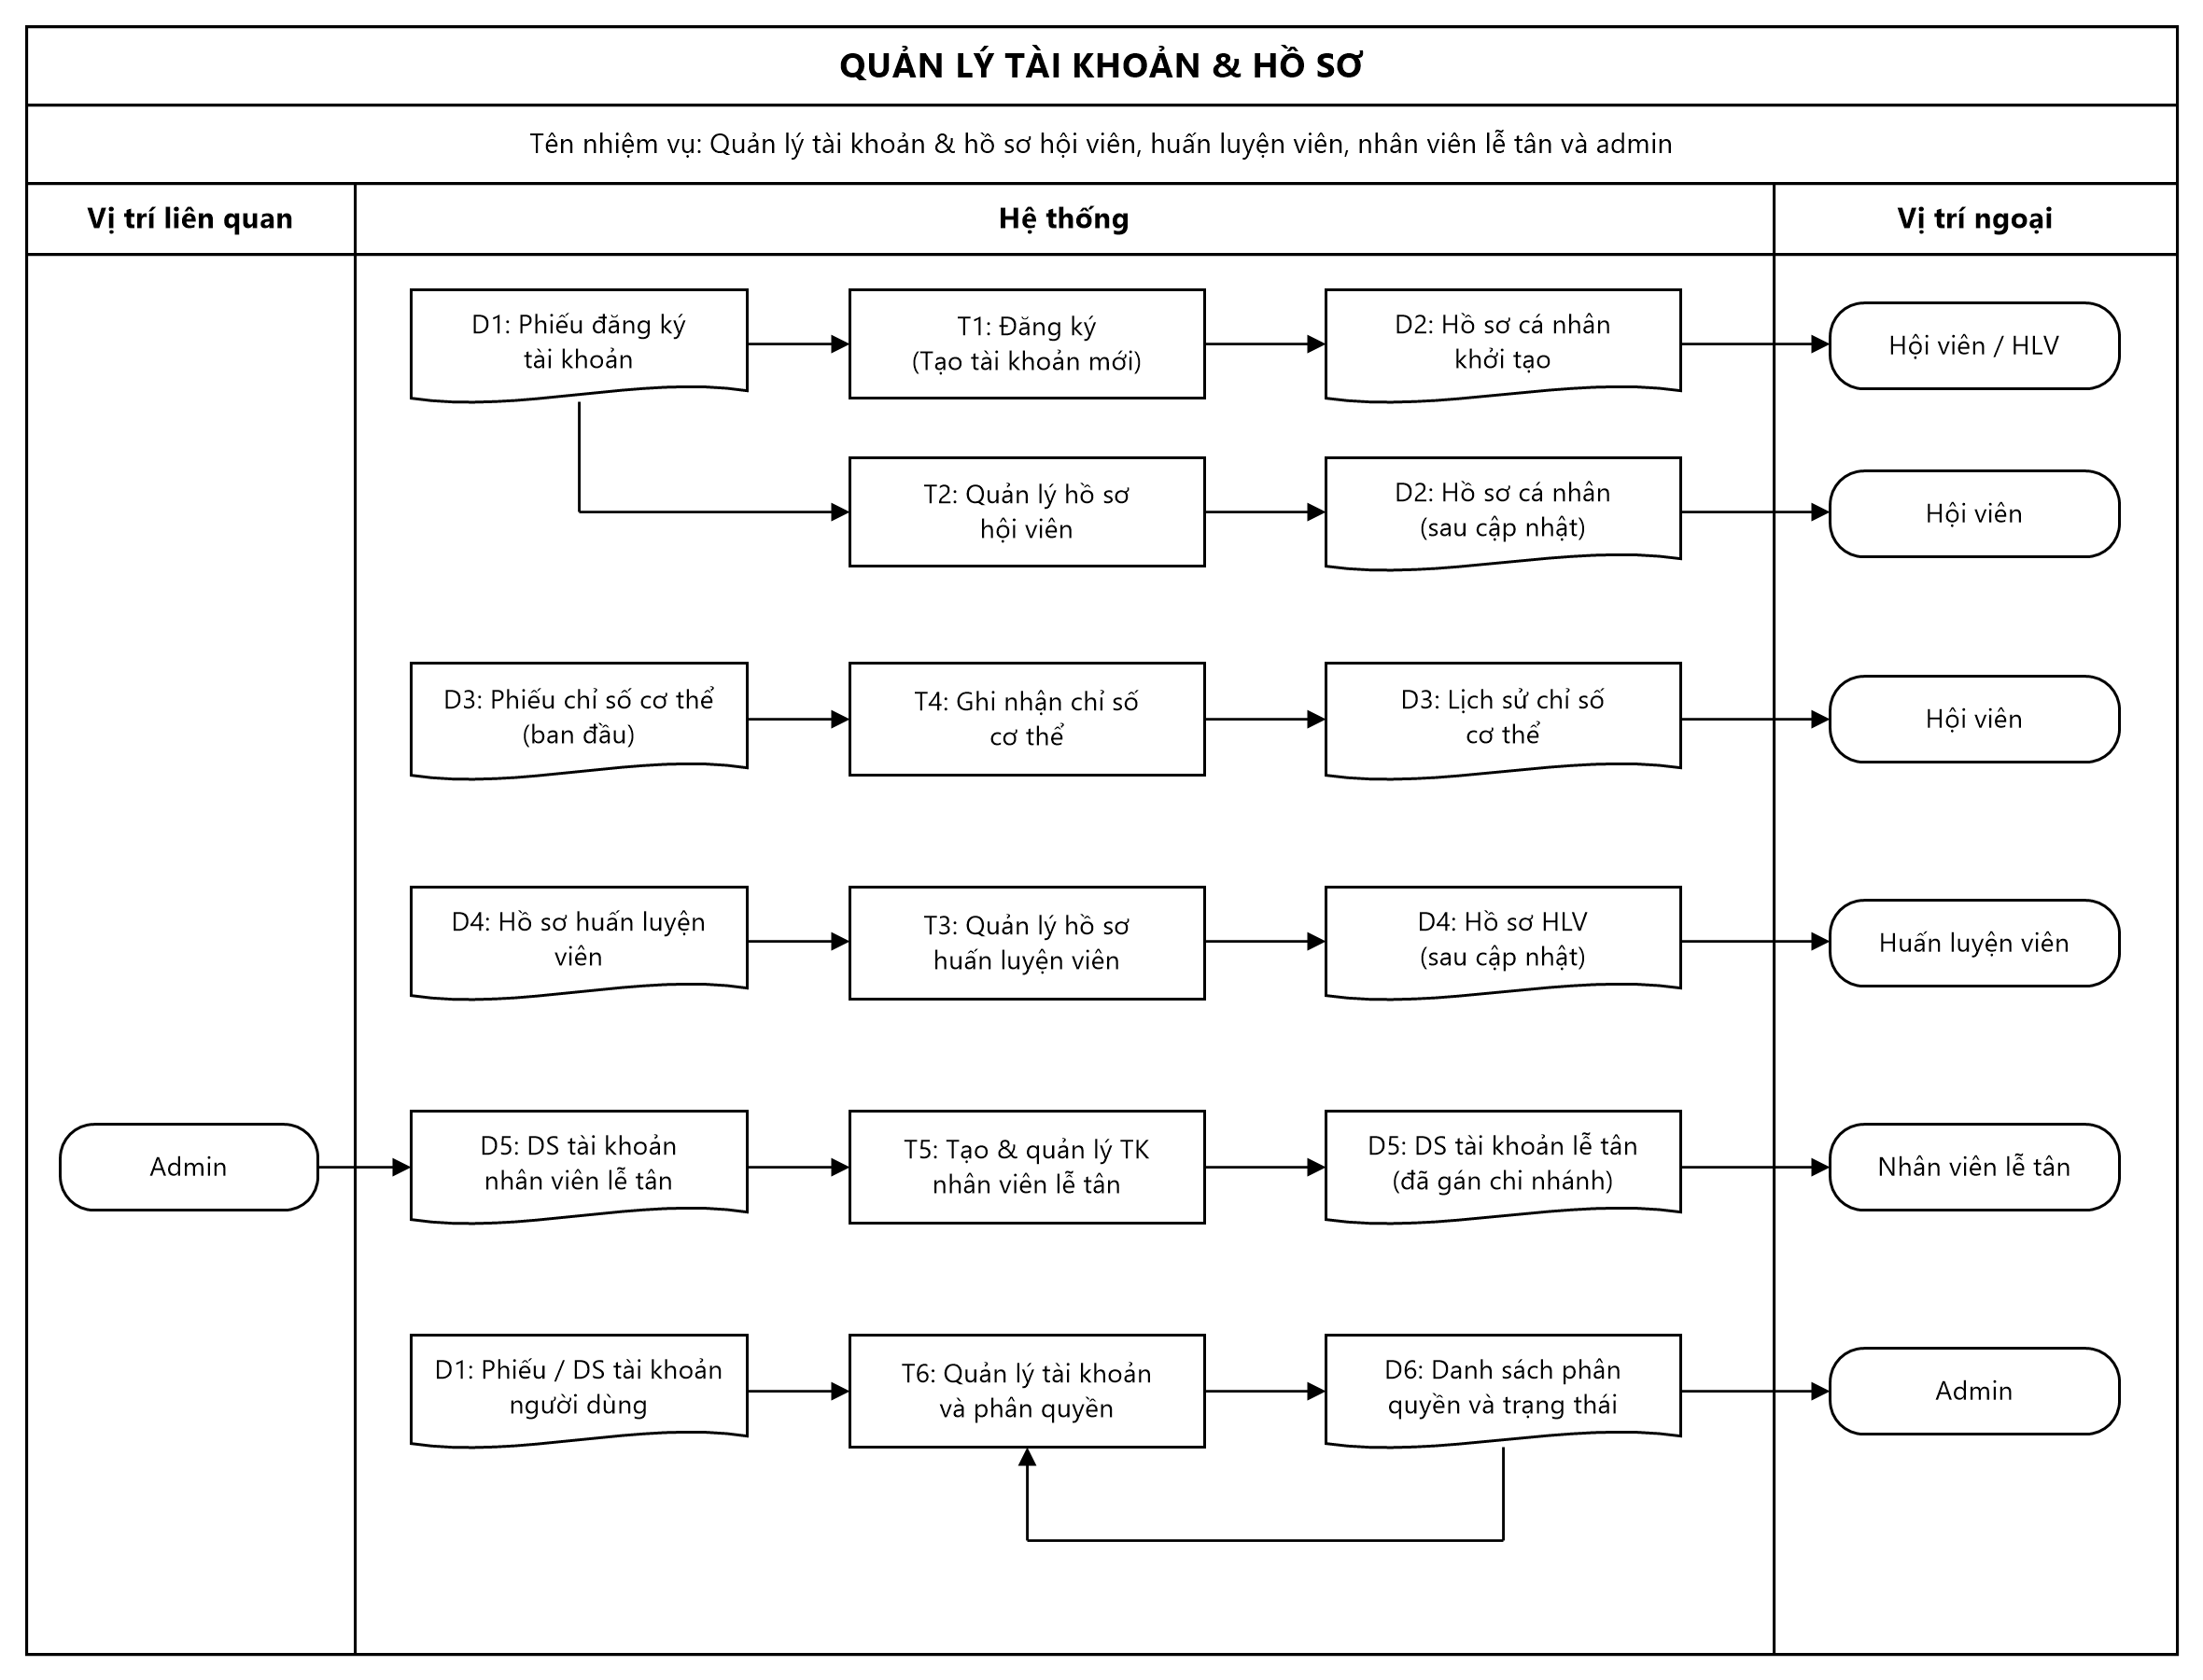 QUẢN LÝ TÀI KHOẢN & HỒ SƠ
Tên nhiệm vụ: Quản lý tài khoản & hồ sơ hội viên, huấn luyện viên, nhân viên lễ tân và admin
Vị trí liên quan
Hệ thống
Vị trí ngoại
D1: Phiếu đăng ký
tài khoản
T1: Đăng ký
(Tạo tài khoản mới)
D2: Hồ sơ cá nhân
khởi tạo
Hội viên / HLV
T2: Quản lý hồ sơ
hội viên
D2: Hồ sơ cá nhân
(sau cập nhật)
Hội viên
D3: Phiếu chỉ số cơ thể
(ban đầu)
T4: Ghi nhận chỉ số
cơ thể
D3: Lịch sử chỉ số
cơ thể
Hội viên
D4: Hồ sơ huấn luyện
viên
T3: Quản lý hồ sơ
huấn luyện viên
D4: Hồ sơ HLV
(sau cập nhật)
Huấn luyện viên
Admin
D5: DS tài khoản
nhân viên lễ tân
T5: Tạo & quản lý TK
nhân viên lễ tân
D5: DS tài khoản lễ tân
(đã gán chi nhánh)
Nhân viên lễ tân
D1: Phiếu / DS tài khoản
người dùng
T6: Quản lý tài khoản
và phân quyền
D6: Danh sách phân
quyền và trạng thái
Admin